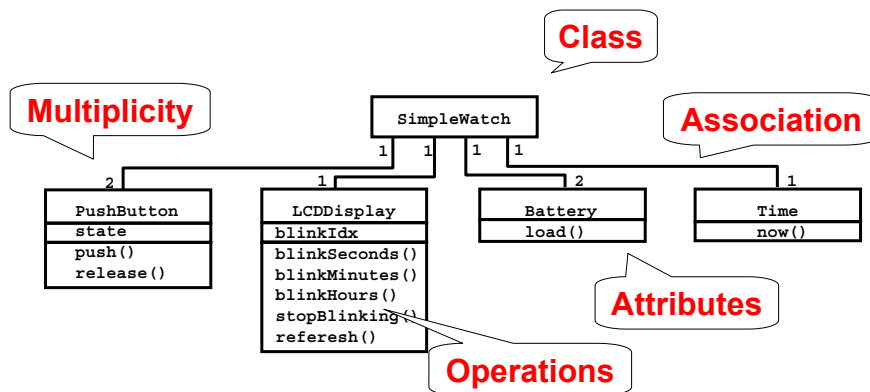 Class
Multiplicity
SimpleWatch
Association
1 1 1 1
2 1 2 1
PushButton
state
push()
release()
LCDDisplay
blinkIdx
blinkSeconds()
blinkMinutes()
blinkHours()
stopBlinking()
referesh()
Battery
load()
Time
now()
Attributes
Operations